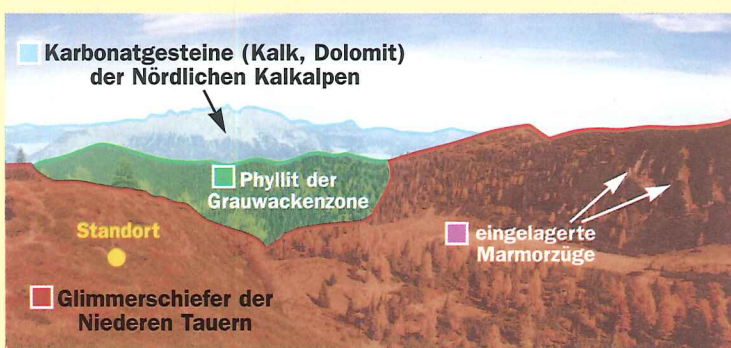 Karbonatgesteine (Kalk, Dolomit)
der Nördlichen Kalkalpen
Phyllit der
Grauwackenzone
Standort
eingelagerte
Marmorzüge
Glimmerschiefer der
Niederen Tauern